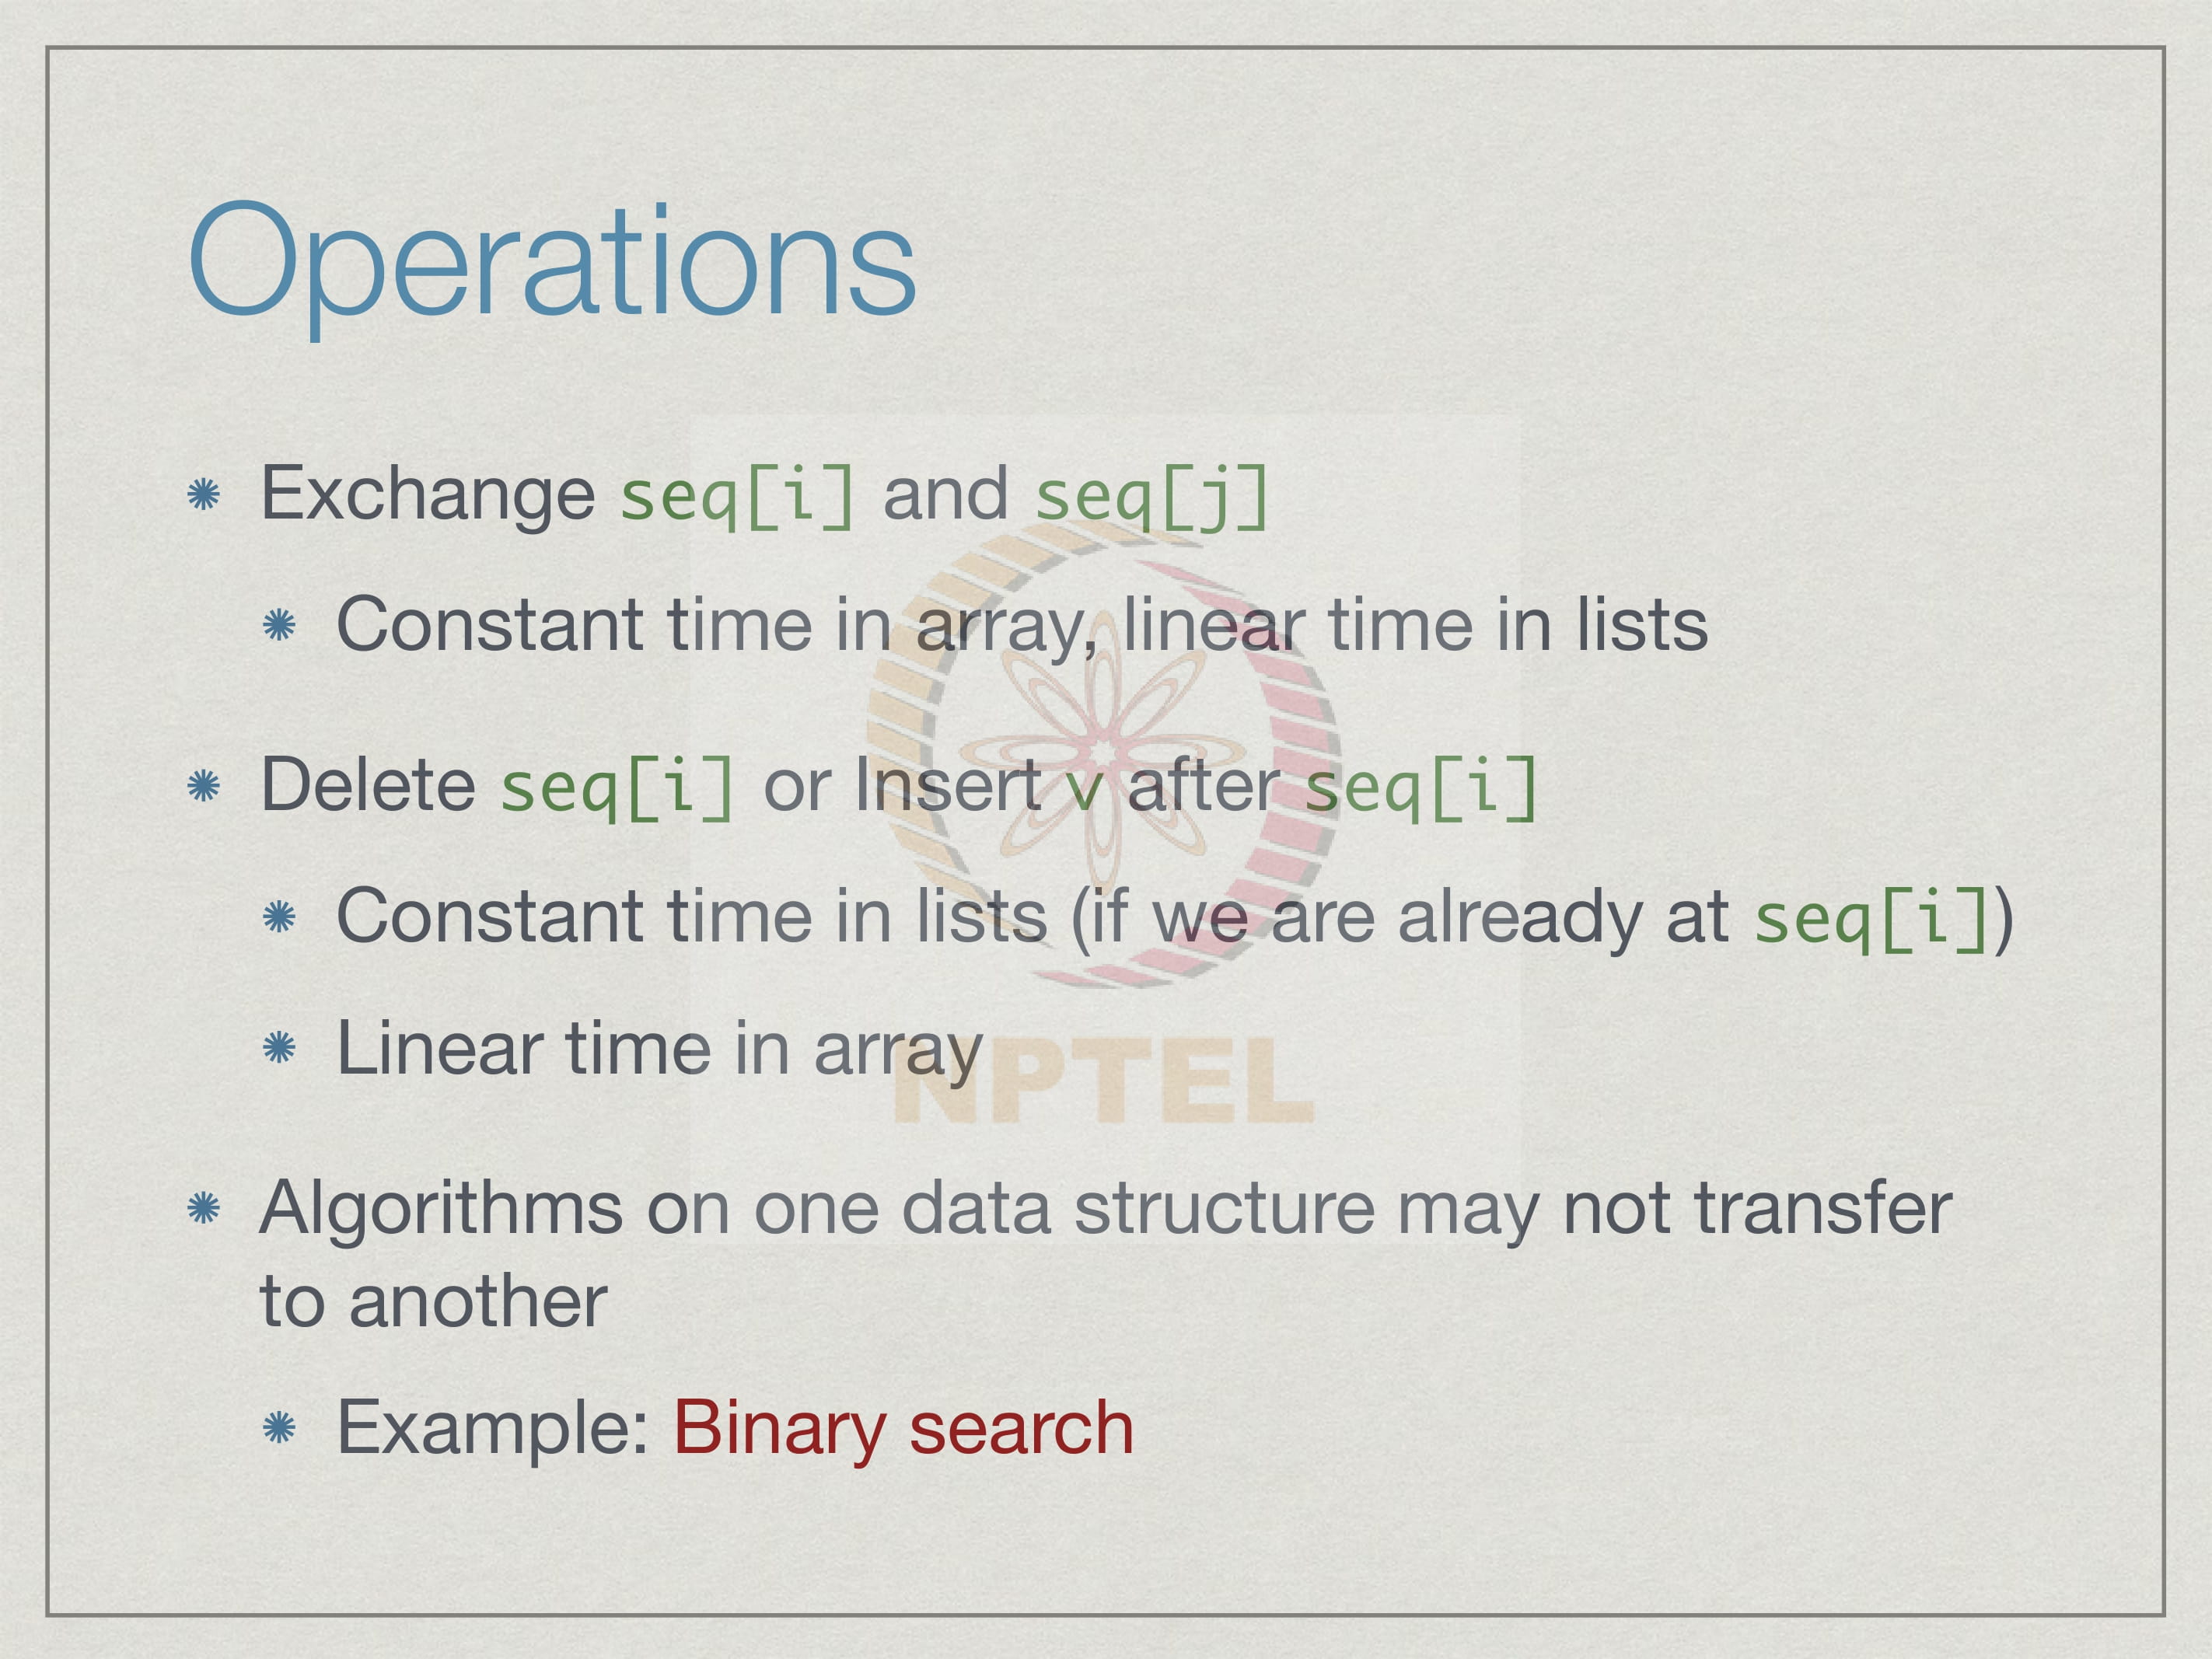 Operations
Exchange seq[i] and seq[j]
Constant time in array, linear time in lists
Delete seq[i] or Insert v after seq[i]
Constant time in lists (if we are already at seq[i])
Linear time in array
NPTEL
Algorithms on one data structure may not transfer
to another
Example: Binary search